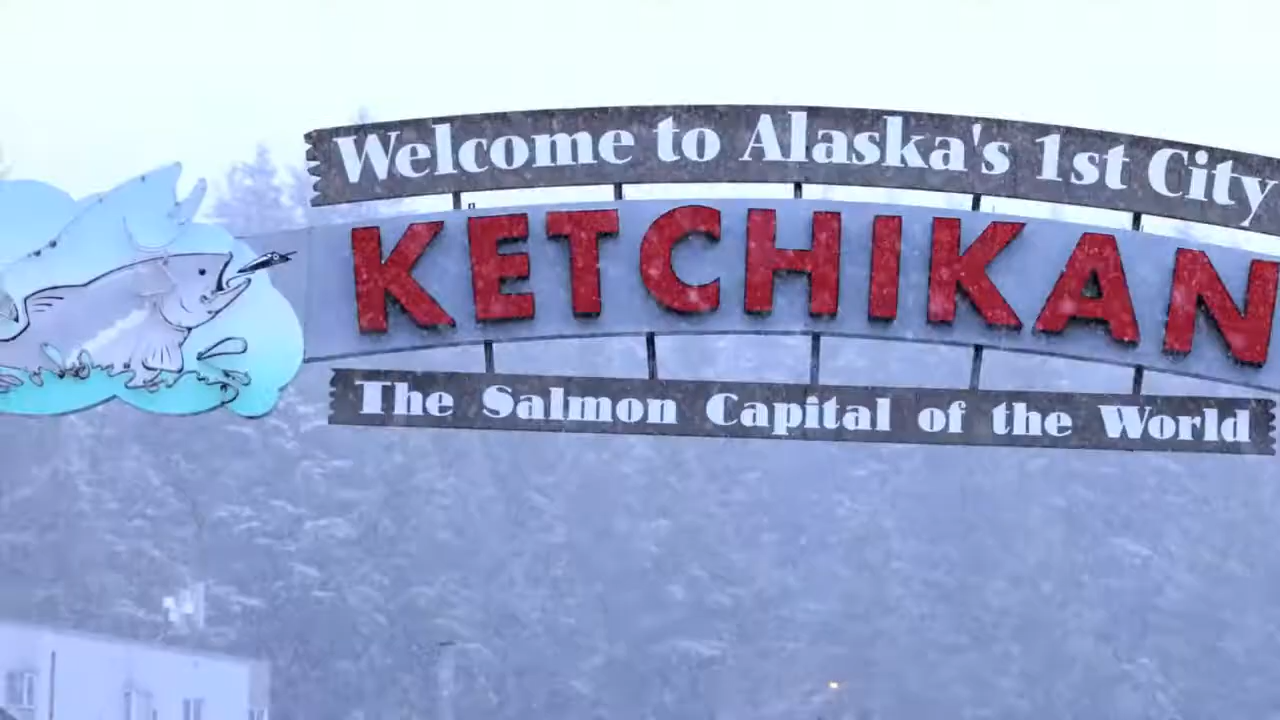 Welcome to Alaska's 1st City
KETCHIKAN
The Salmon Capital of the World